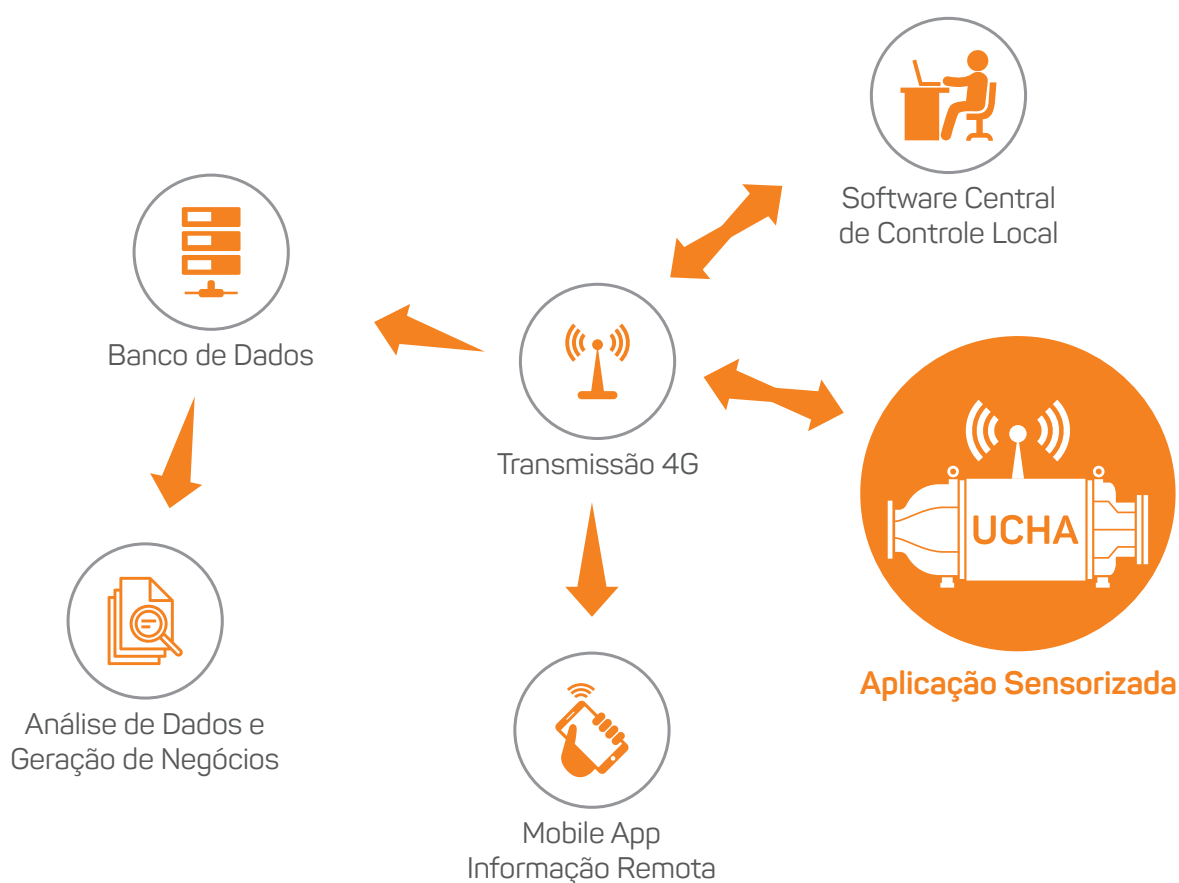 Software Central
de Controle Local
Banco de Dados
Transmissão 4G
UCHA
Aplicação Sensorizada
Análise de Dados e
Geração de Negócios
Mobile App
Informação Remota